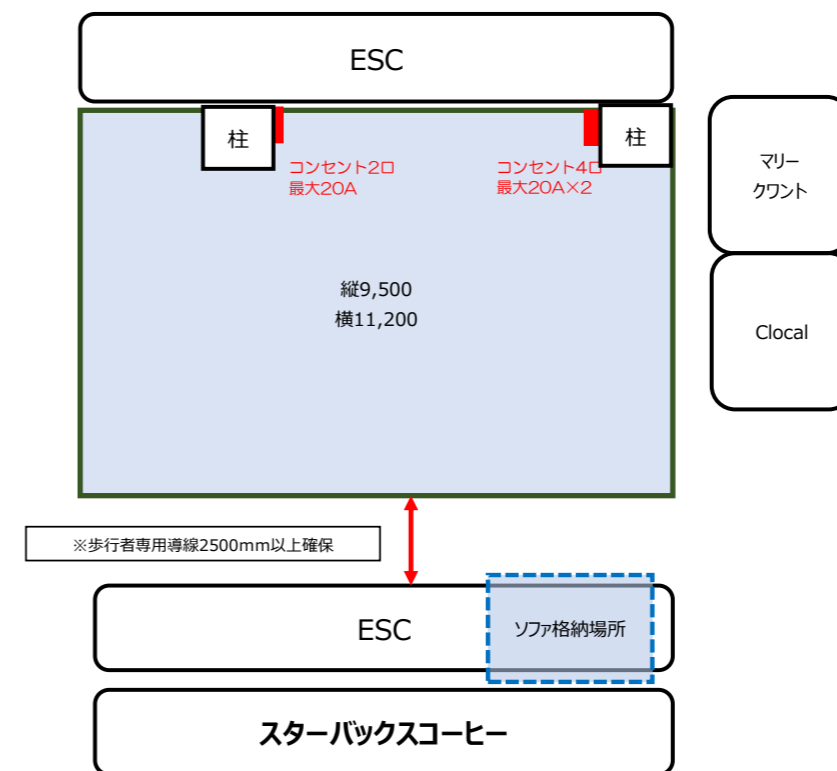 ESC
柱
柱
コンセント2口
最大20A
コンセント4口
最大20A×2
マリー
クワント
縦9,500
横11,200
Clocal
※歩行者専用導線2500mm以上確保
ESC
ソファ格納場所
スターバックスコーヒー